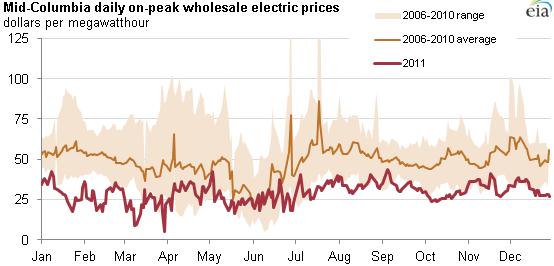 Mid-Columbia daily on-peak wholesale electric prices
dollars per megawatthour
eia
2006-2010 range
2006-2010 average
2011
125
100
75
50
25
0
Jan Feb Mar Apr May Jun Jul Aug Sep Oct Nov Dec